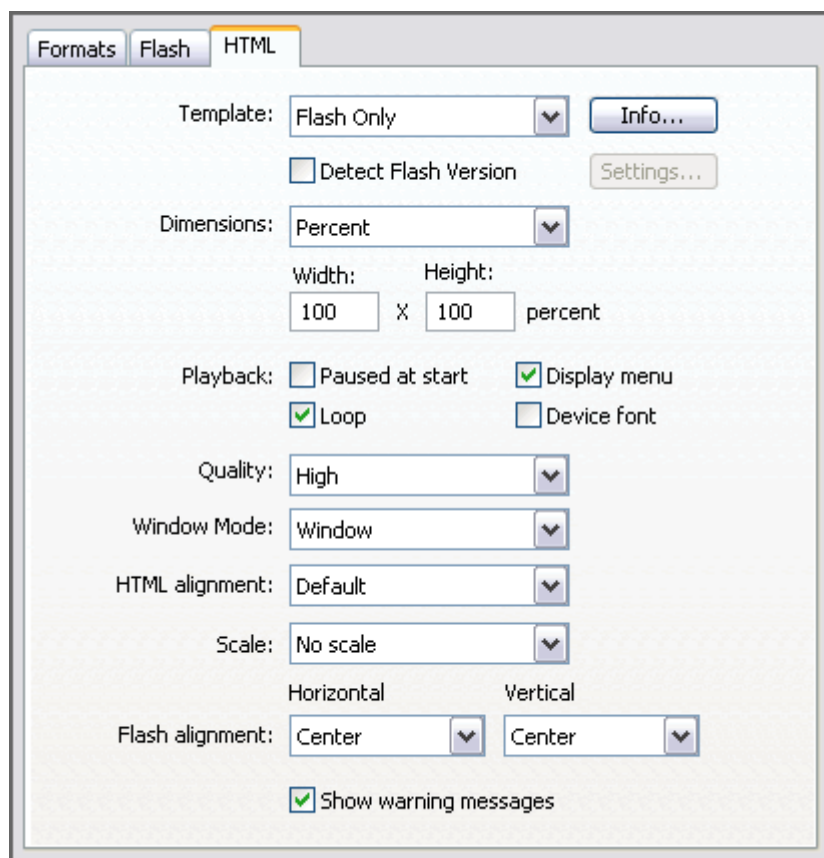 Formats Flash HTML
Template: Flash Only Info...
Detect Flash Version Settings...
Dimensions: Percent
Width: Height:
100 X 100 percent
Playback: Paused at start Display menu
Loop Device font
Quality: High
Window Mode: Window
HTML alignment: Default
Scale: No scale
Horizontal Vertical
Flash alignment: Center Center
Show warning messages